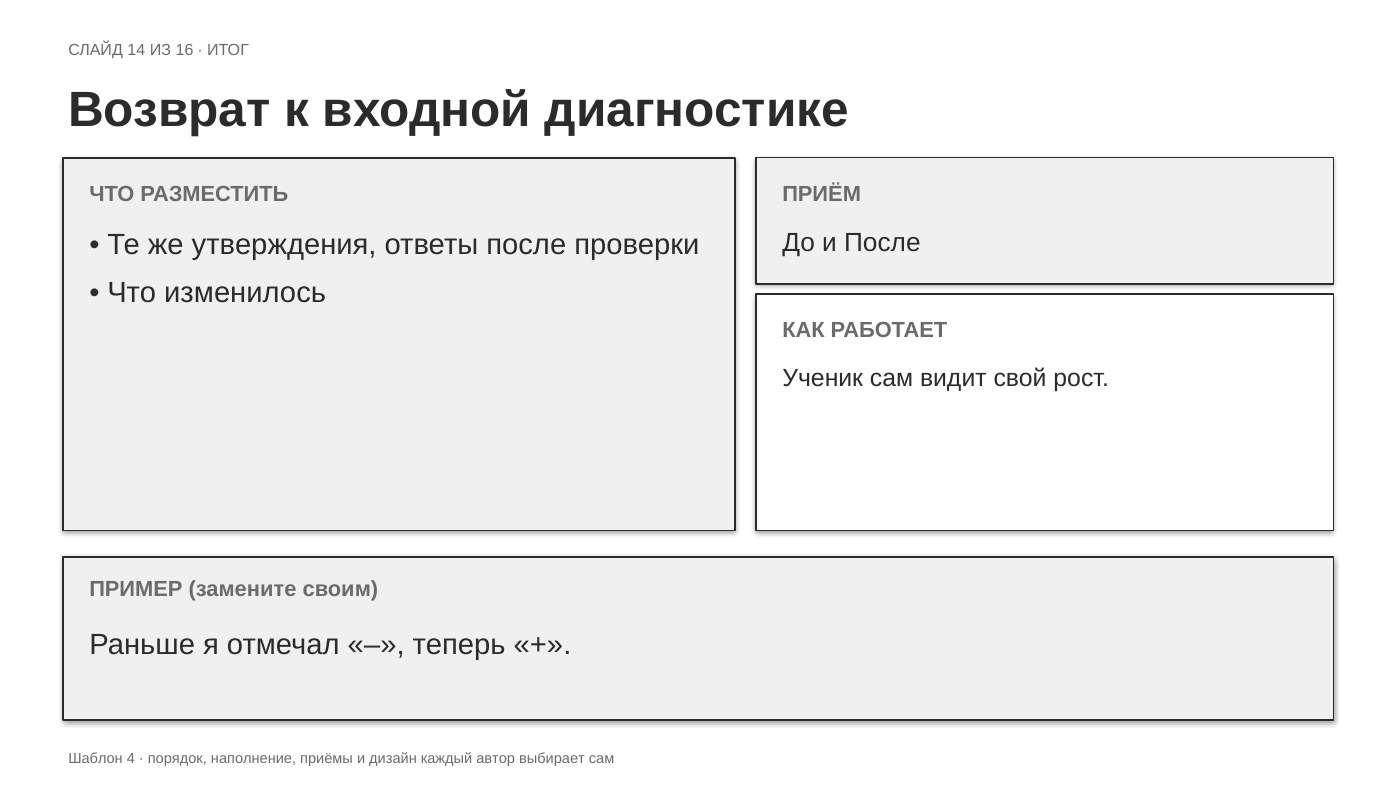 СЛАЙД 14 ИЗ 16 · ИТОГ
Возврат к входной диагностике
ЧТО РАЗМЕСТИТЬ
• Те же утверждения, ответы после проверки
• Что изменилось
ПРИЁМ
До и После
КАК РАБОТАЕТ
Ученик сам видит свой рост.
ПРИМЕР (замените своим)
Раньше я отмечал «–», теперь «+».
Шаблон 4 · порядок, наполнение, приёмы и дизайн каждый автор выбирает сам